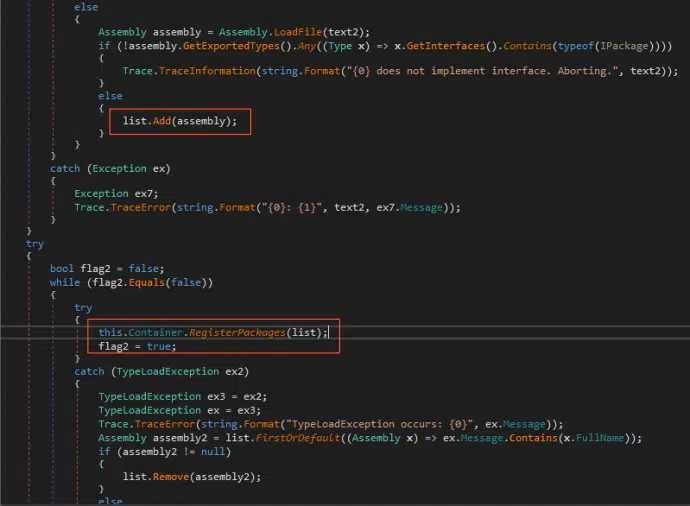 else
{
Assembly assembly = Assembly.LoadFile(text2);
if (!assembly.GetExportedTypes().Any((Type x) => x.GetInterfaces().Contains(typeof(IPackage))))
{
Trace.TraceInformation(string.Format("{0} does not implement interface. Aborting.", text2));
}
else
{
list.Add(assembly);
}
}
}
catch (Exception ex)
{
Exception ex7;
Trace.TraceError(string.Format("{0}: {1}", text2, ex7.Message));
}
}
try
{
bool flag2 = false;
while (flag2.Equals(false))
{
try
{
this.Container.RegisterPackages(list);
flag2 = true;
}
catch (TypeLoadException ex2)
{
TypeLoadException ex3 = ex2;
TypeLoadException ex = ex3;
Trace.TraceError(string.Format("TypeLoadException occurs: {0}", ex.Message));
Assembly assembly2 = list.FirstOrDefault((Assembly x) => ex.Message.Contains(x.FullName));
if (assembly2 != null)
{
list.Remove(assembly2);
}
else